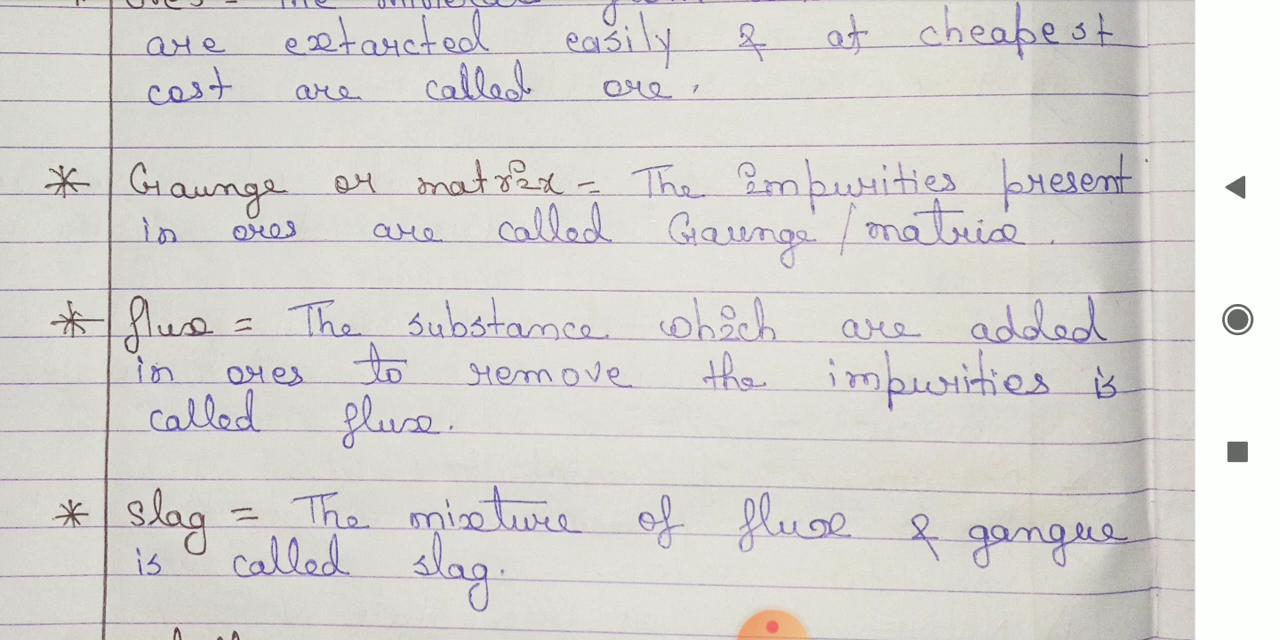 are extarcted easily & at cheapest
cost are called ore.
* Gaunge or matrix = The impurities present
in ores are called Gaunge/matrix.
* flux = The substance which are added
in ores to remove the impurities is
called flux.
* slag = The mixture of flux & gangue
is called slag.